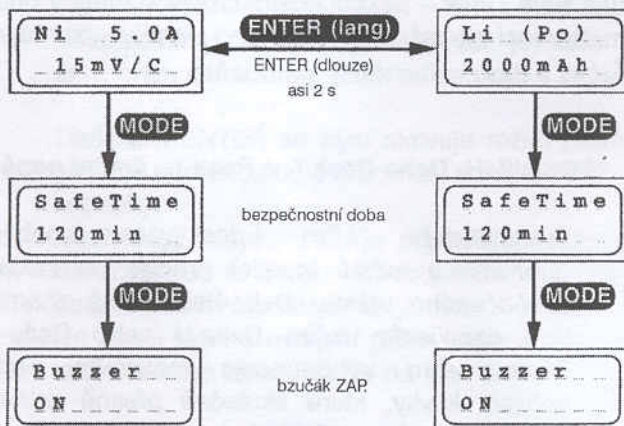 Ni 5.0A
15mV/C
ENTER (lang)
ENTER (dlouze)
asi 2 s
Li (Po)
2000mAh
MODE
MODE
SafeTime
120min
bezpečnostní doba
SafeTime
120min
MODE
MODE
Buzzer
ON
bzučák ZAP.
Buzzer
ON